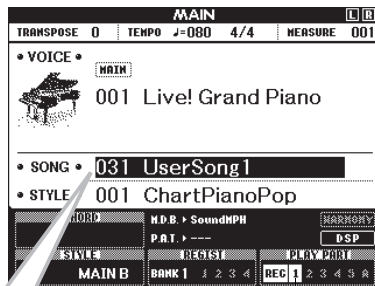 MAIN L R
TRANSPOSE 0 TEMPO ♩=080 4/4 MEASURE 001
• VOICE •
MAIN
001 Live! Grand Piano
• SONG • 031 UserSong1
• STYLE 001 ChartPianoPop
M.D.B. ▸ SoundMPH HARMONY
P.A.T. ▸ --- DSP
STYLE REGIST PLAY PART
MAIN B BANK 1 1 2 3 4 REC 1 2 3 4 5 A